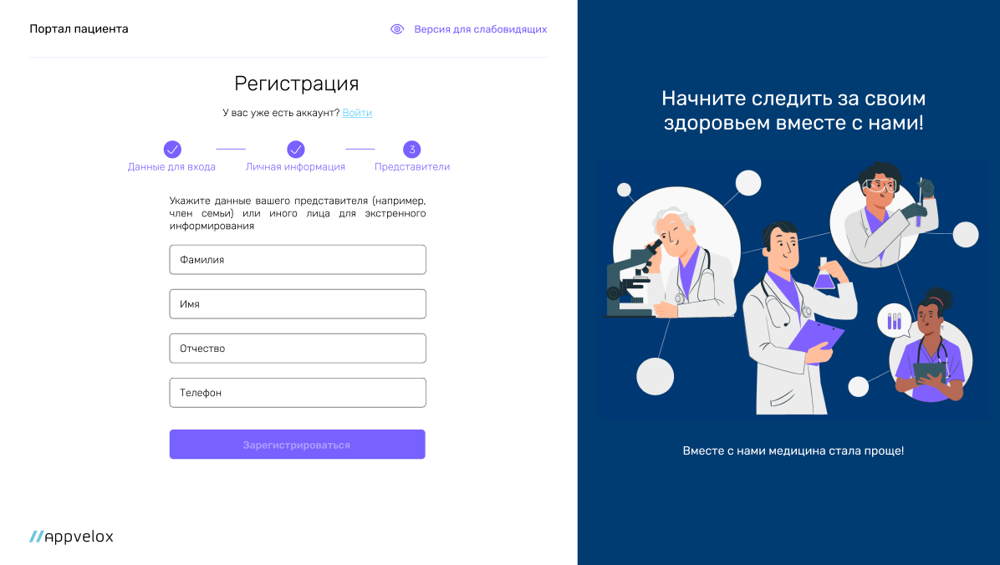 Портал пациента
Версия для слабовидящих
Регистрация
У вас уже есть аккаунт? Войти
3
Данные для входа
Личная информация
Представители
Укажите данные вашего представителя (например,
член семьи) или иного лица для экстренного
информирования
Фамилия
Имя
Отчество
Телефон
Зарегистрироваться
//Appvelox
Начните следить за своим
здоровьем вместе с нами!
Вместе с нами медицина стала проще!